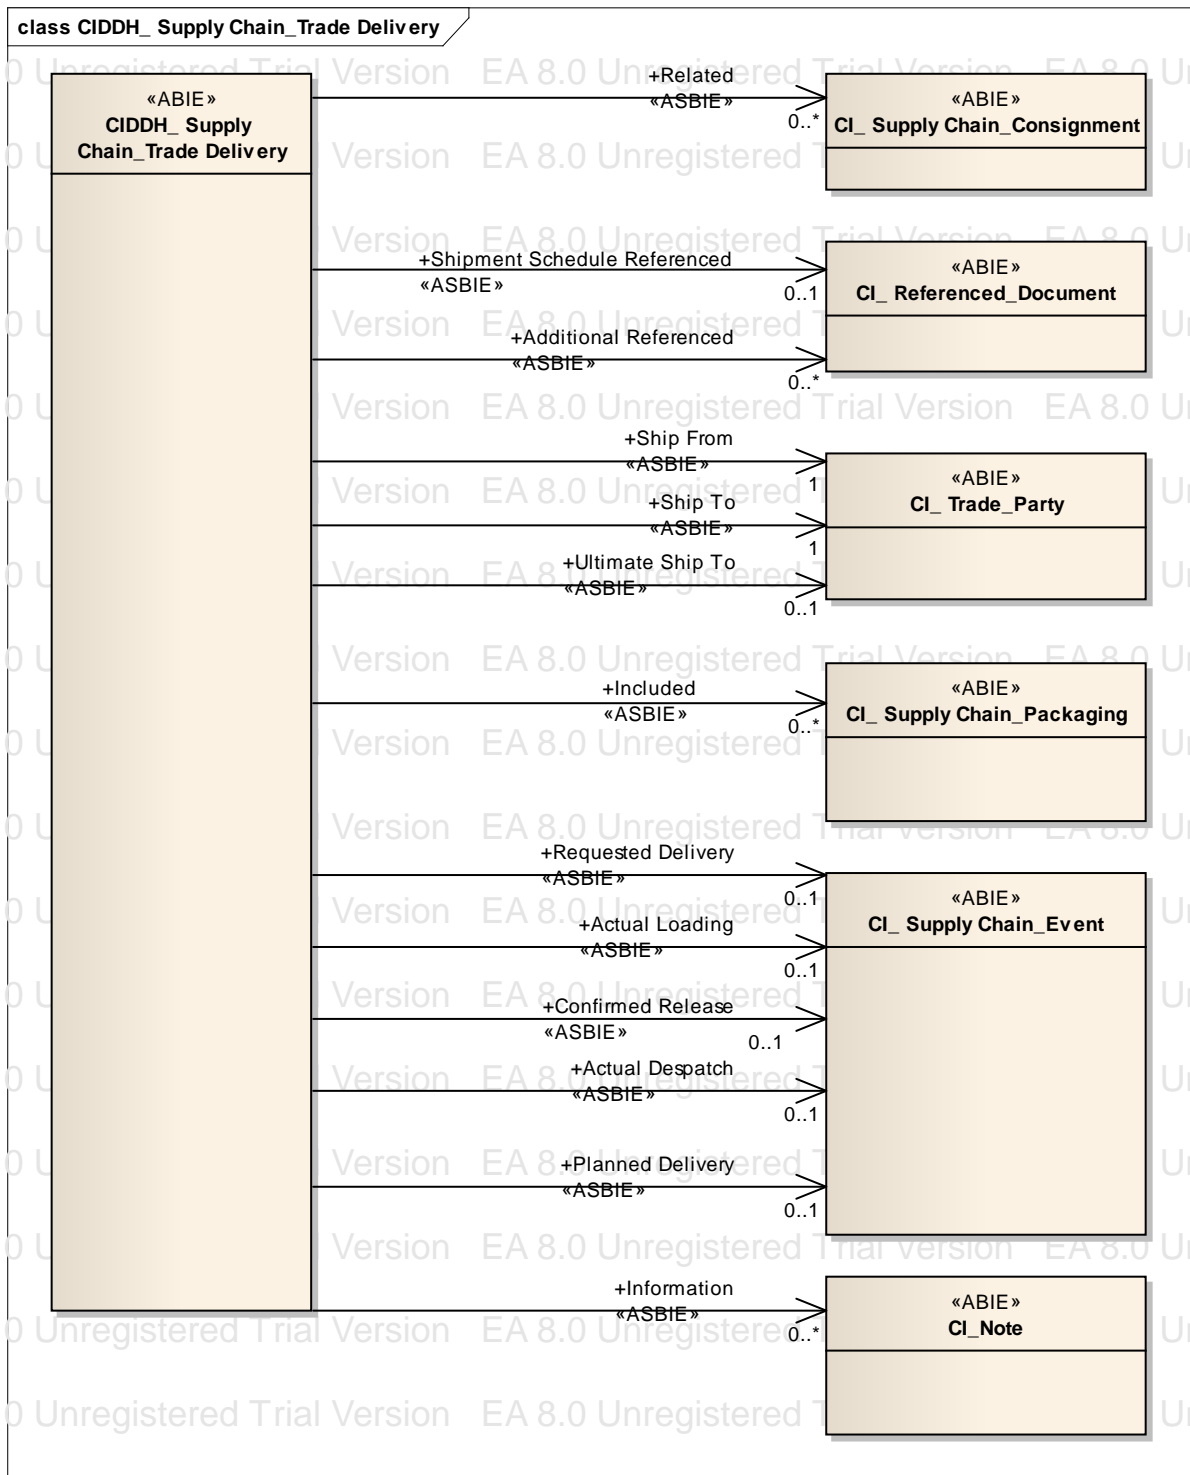 class CIDDH_ Supply Chain_Trade Delivery
«ABIE»
CIDDH_ Supply
Chain_Trade Delivery
+Related
«ASBIE»
0..*
«ABIE»
CI_ Supply Chain_Consignment
+Shipment Schedule Referenced
«ASBIE»
0..1
«ABIE»
CI_ Referenced_Document
+Additional Referenced
«ASBIE»
0..*
+Ship From
«ASBIE»
1
«ABIE»
CI_ Trade_Party
+Ship To
«ASBIE»
1
+Ultimate Ship To
«ASBIE»
0..1
+Included
«ASBIE»
0..*
«ABIE»
CI_ Supply Chain_Packaging
+Requested Delivery
«ASBIE»
0..1
«ABIE»
CI_ Supply Chain_Event
+Actual Loading
«ASBIE»
0..1
+Confirmed Release
«ASBIE»
0..1
+Actual Despatch
«ASBIE»
0..1
+Planned Delivery
«ASBIE»
0..1
+Information
«ASBIE»
0..*
«ABIE»
CI_Note
EA 8.0 Unregistered Trial Version